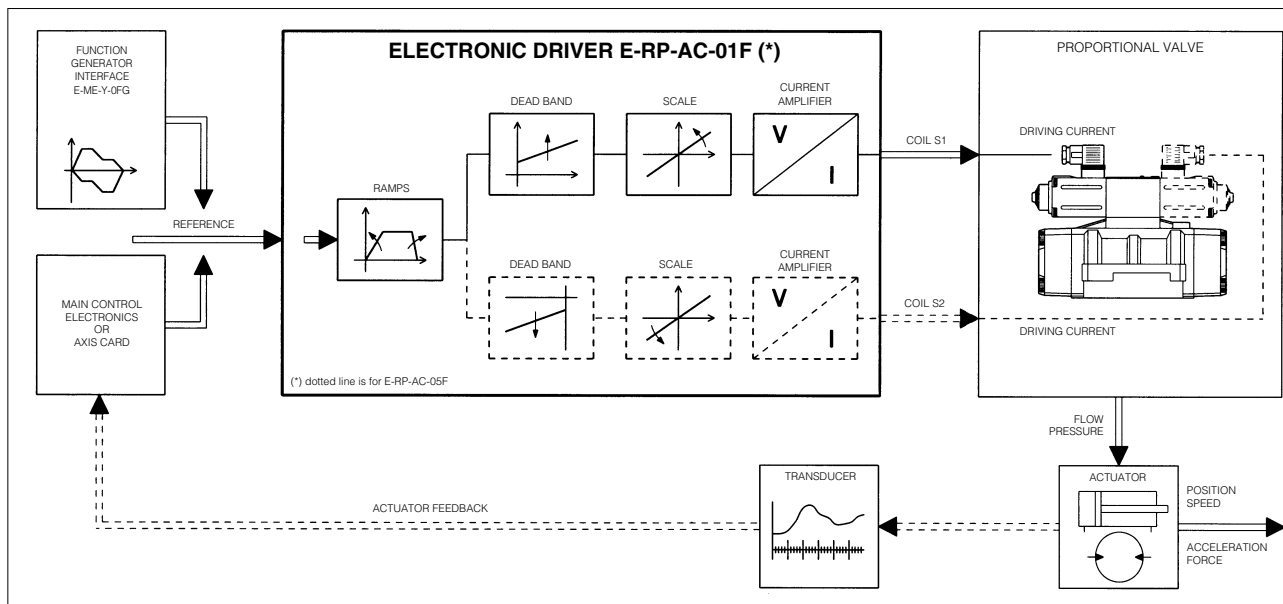 FUNCTION
GENERATOR
INTERFACE
E-ME-Y-0FG
REFERENCE
MAIN CONTROL
ELECTRONICS
OR
AXIS CARD
ELECTRONIC DRIVER E-RP-AC-01F (*)
RAMPS
DEAD BAND
SCALE
CURRENT
AMPLIFIER
V
I
DEAD BAND
SCALE
CURRENT
AMPLIFIER
V
I
(*) dotted line is for E-RP-AC-05F
COIL S1
COIL S2
PROPORTIONAL VALVE
DRIVING CURRENT
DRIVING CURRENT
FLOW
PRESSURE
ACTUATOR
POSITION
SPEED
ACCELERATION
FORCE
TRANSDUCER
ACTUATOR FEEDBACK